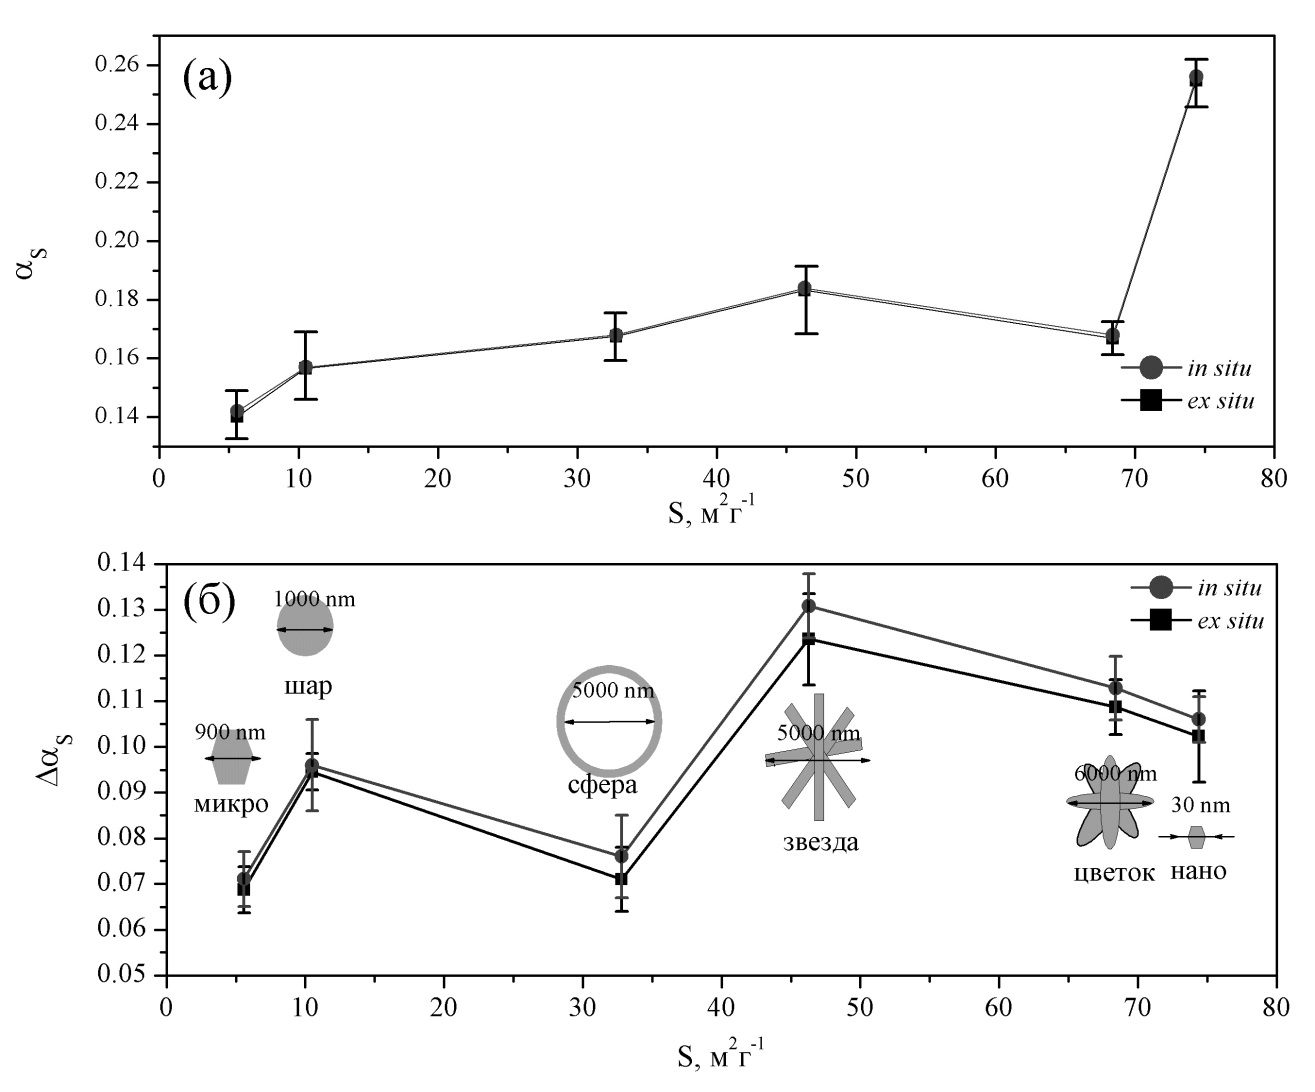 (а)
0.26
0.24
0.22
0.20
0.18
0.16
0.14
αS
in situ
ex situ
0 10 20 30 40 50 60 70 80
S, м²г⁻¹
(б)
0.14
0.13
0.12
0.11
0.10
0.09
0.08
0.07
0.06
0.05
ΔαS
in situ
ex situ
1000 nm
шар
900 nm
микро
5000 nm
сфера
5000 nm
звезда
6000 nm
цветок
30 nm
нано
0 10 20 30 40 50 60 70 80
S, м²г⁻¹